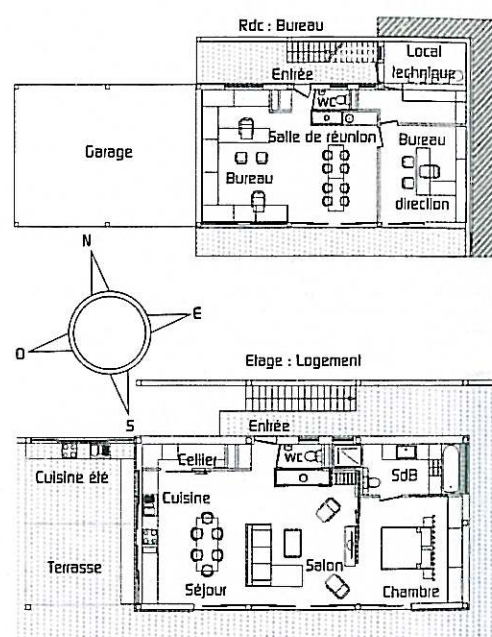 Rdc : Bureau
Local
technique
Entrée
WC
Salle de réunion
Garage
Bureau
Bureau
direction
N
E
O
S
Etage : Logement
Entrée
WC
Cellier
SdB
Cuisine été
Cuisine
Terrasse
Salon
Séjour
Chambre